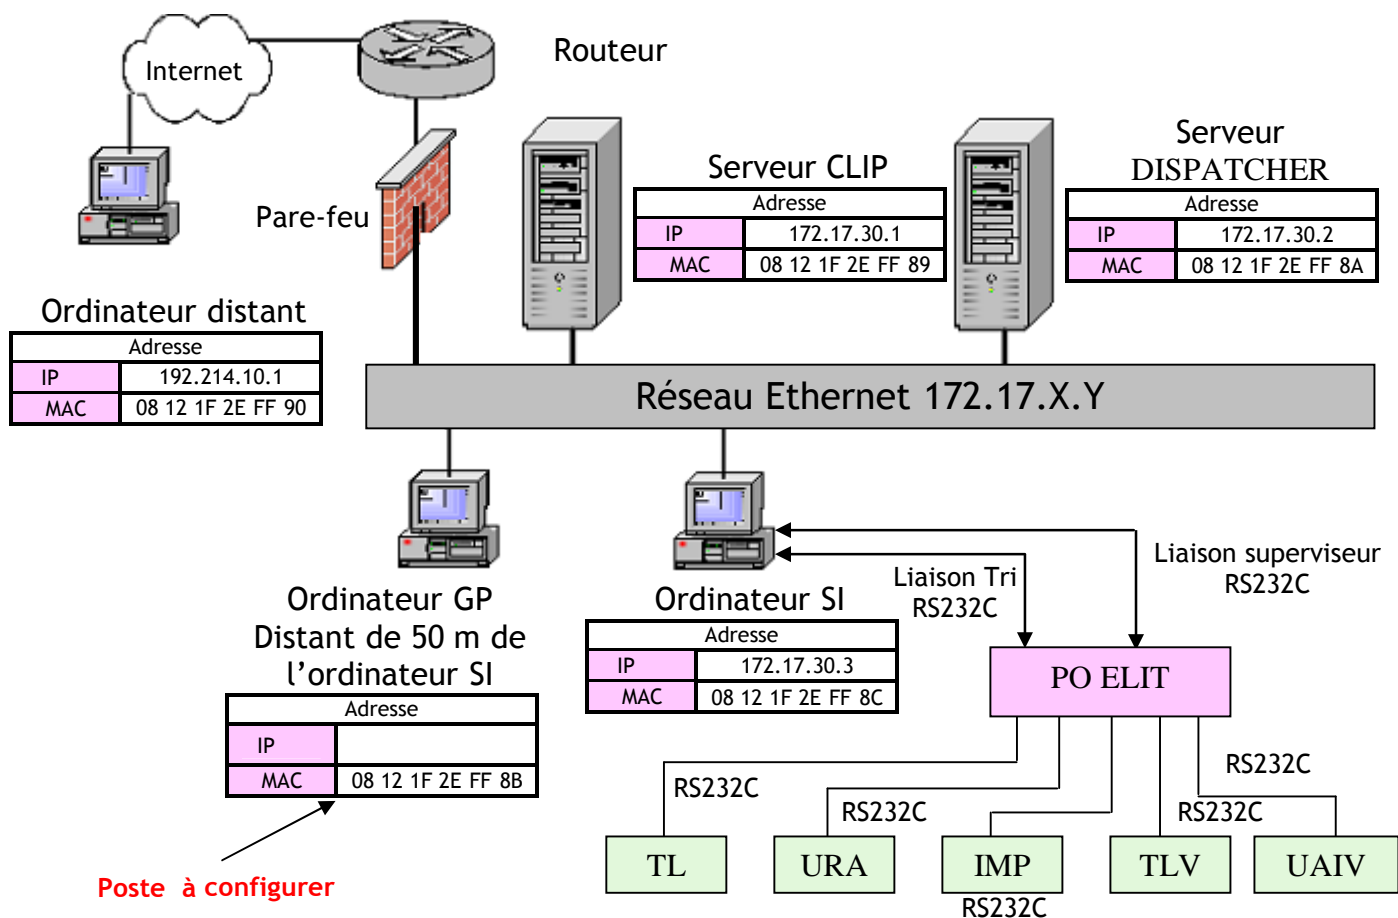 Internet
Routeur
Pare-feu
Serveur CLIP
Adresse
IP 172.17.30.1
MAC 08 12 1F 2E FF 89
Serveur
DISPATCHER
Adresse
IP 172.17.30.2
MAC 08 12 1F 2E FF 8A
Ordinateur distant
Adresse
IP 192.214.10.1
MAC 08 12 1F 2E FF 90
Réseau Ethernet 172.17.X.Y
Ordinateur GP
Distant de 50 m de
l’ordinateur SI
Adresse
IP
MAC 08 12 1F 2E FF 8B
Poste à configurer
Ordinateur SI
Adresse
IP 172.17.30.3
MAC 08 12 1F 2E FF 8C
Liaison Tri
RS232C
Liaison superviseur
RS232C
PO ELIT
RS232C
RS232C
RS232C
RS232C
TL
URA
IMP
TLV
UAIV
RS232C